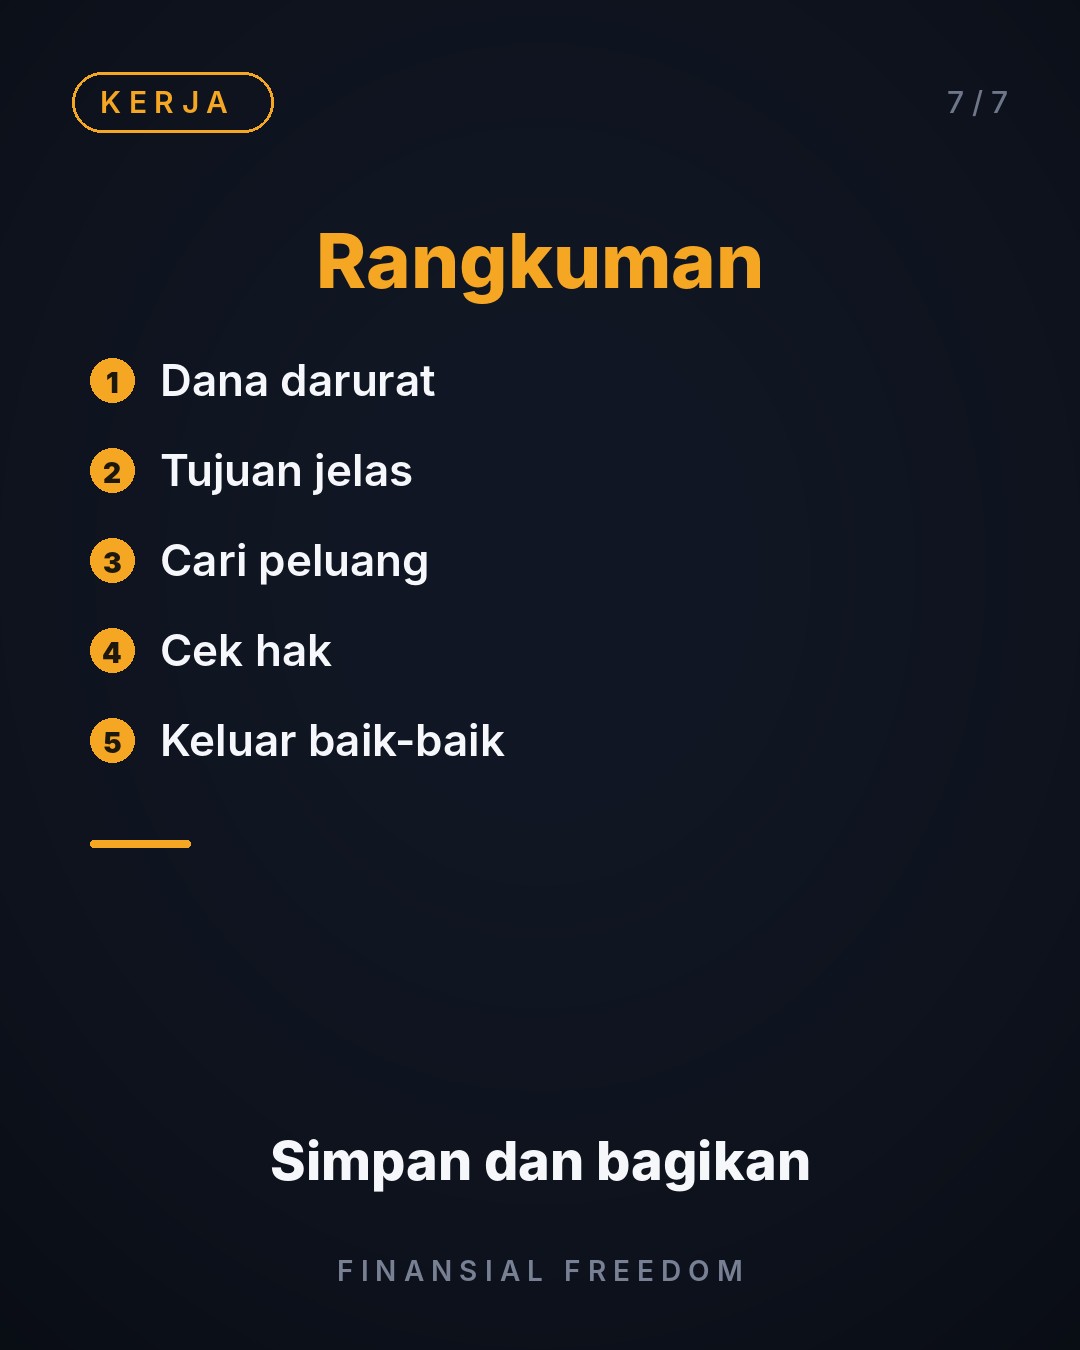 KERJA
7/7
Rangkuman
1 Dana darurat
2 Tujuan jelas
3 Cari peluang
4 Cek hak
5 Keluar baik-baik
Simpan dan bagikan
FINANSIAL FREEDOM